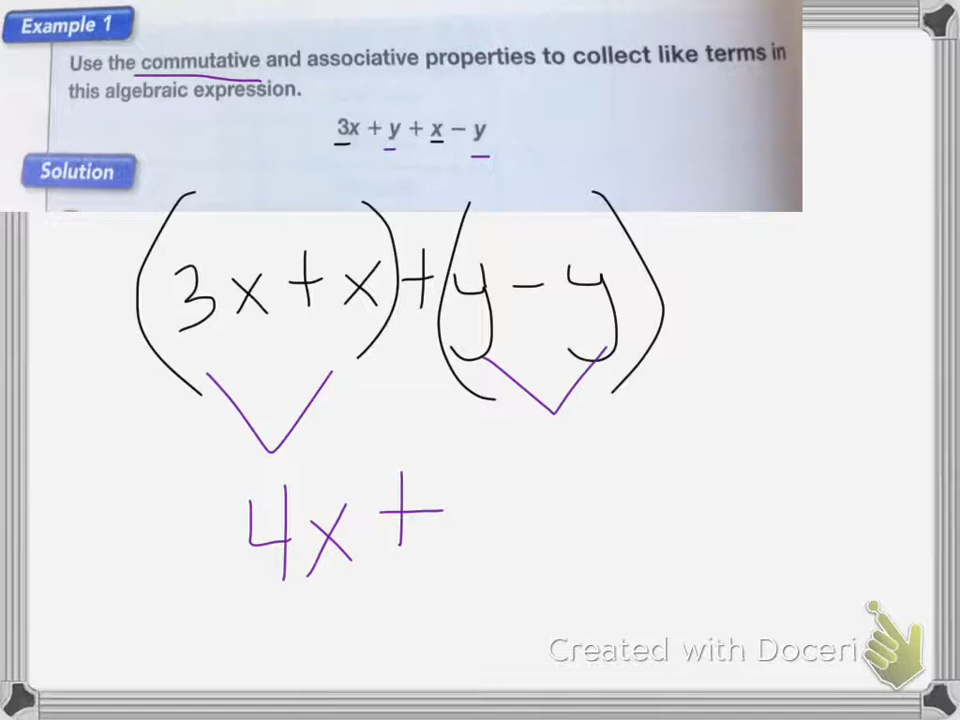 Example 1
Use the commutative and associative properties to collect like terms in
this algebraic expression.
3x + y + x − y
Solution
(3x + x) + (y − y)
4x +
Created with Doceri